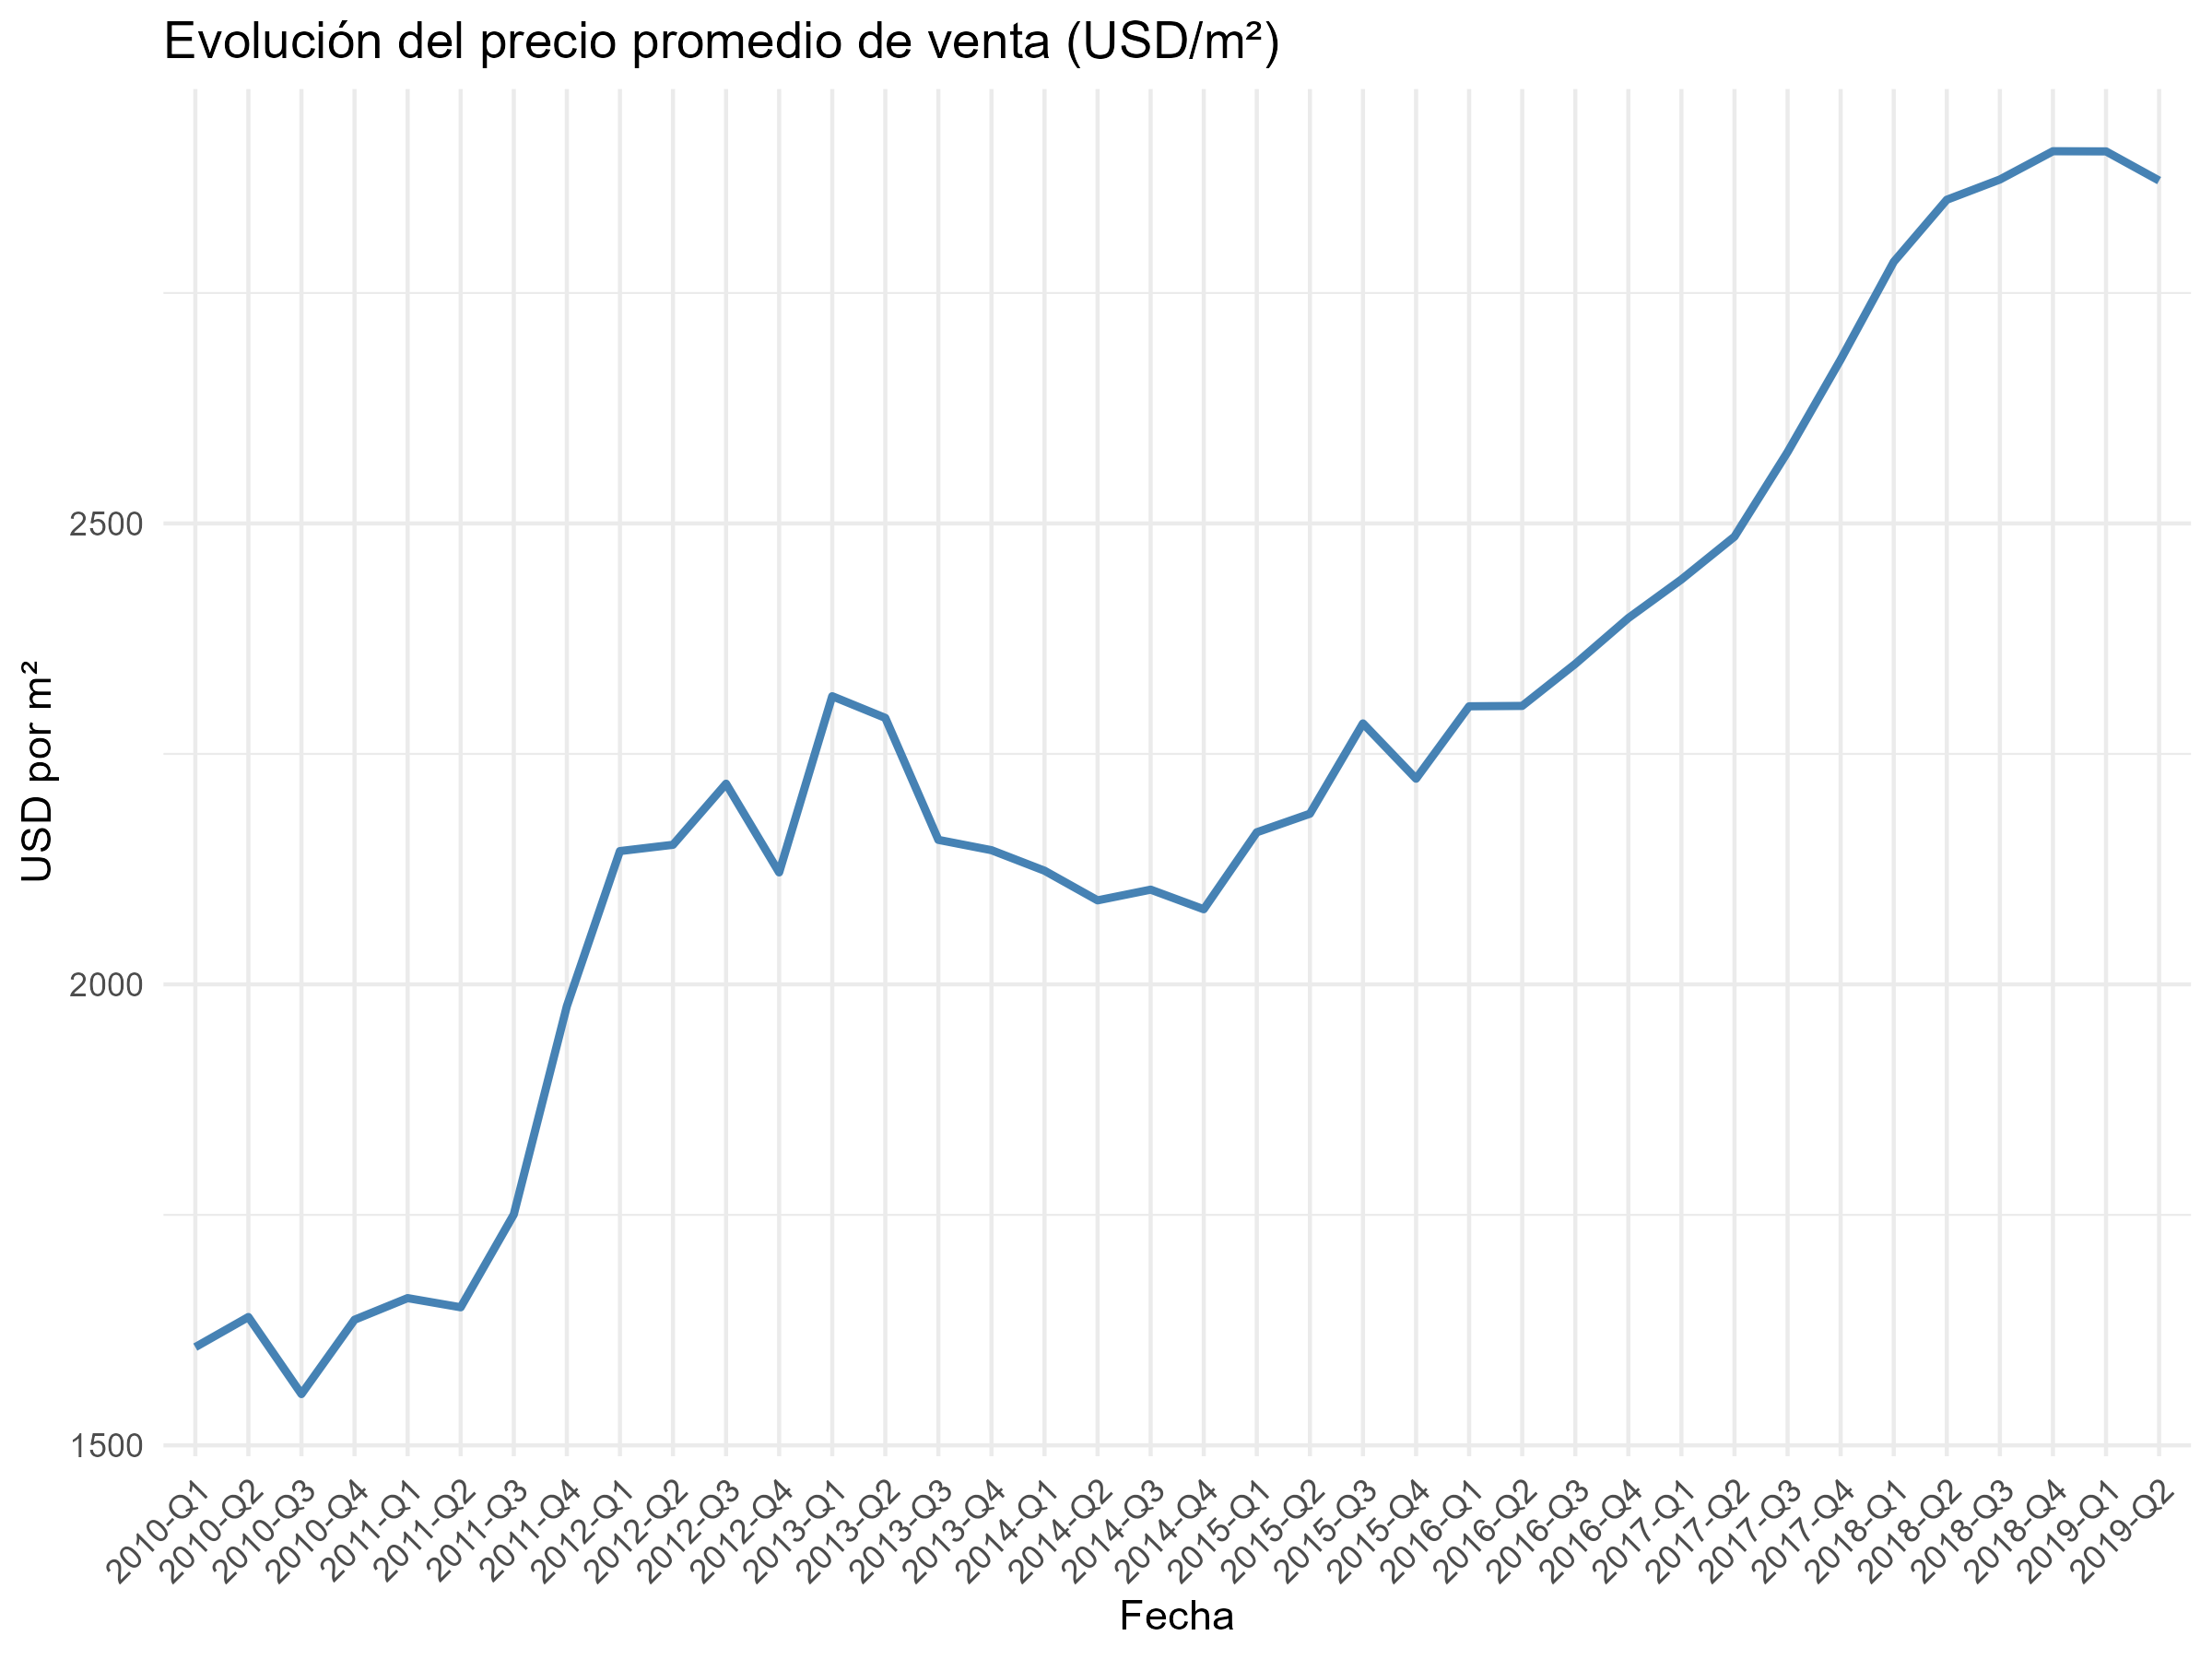 Evolución del precio promedio de venta (USD/m²)
USD por m²
2500
2000
1500
2010-Q1
2010-Q2
2010-Q3
2010-Q4
2011-Q1
2011-Q2
2011-Q3
2011-Q4
2012-Q1
2012-Q2
2012-Q3
2012-Q4
2013-Q1
2013-Q2
2013-Q3
2013-Q4
2014-Q1
2014-Q2
2014-Q3
2014-Q4
2015-Q1
2015-Q2
2015-Q3
2015-Q4
2016-Q1
2016-Q2
2016-Q3
2016-Q4
2017-Q1
2017-Q2
2017-Q3
2017-Q4
2018-Q1
2018-Q2
2018-Q3
2018-Q4
2019-Q1
2019-Q2
Fecha